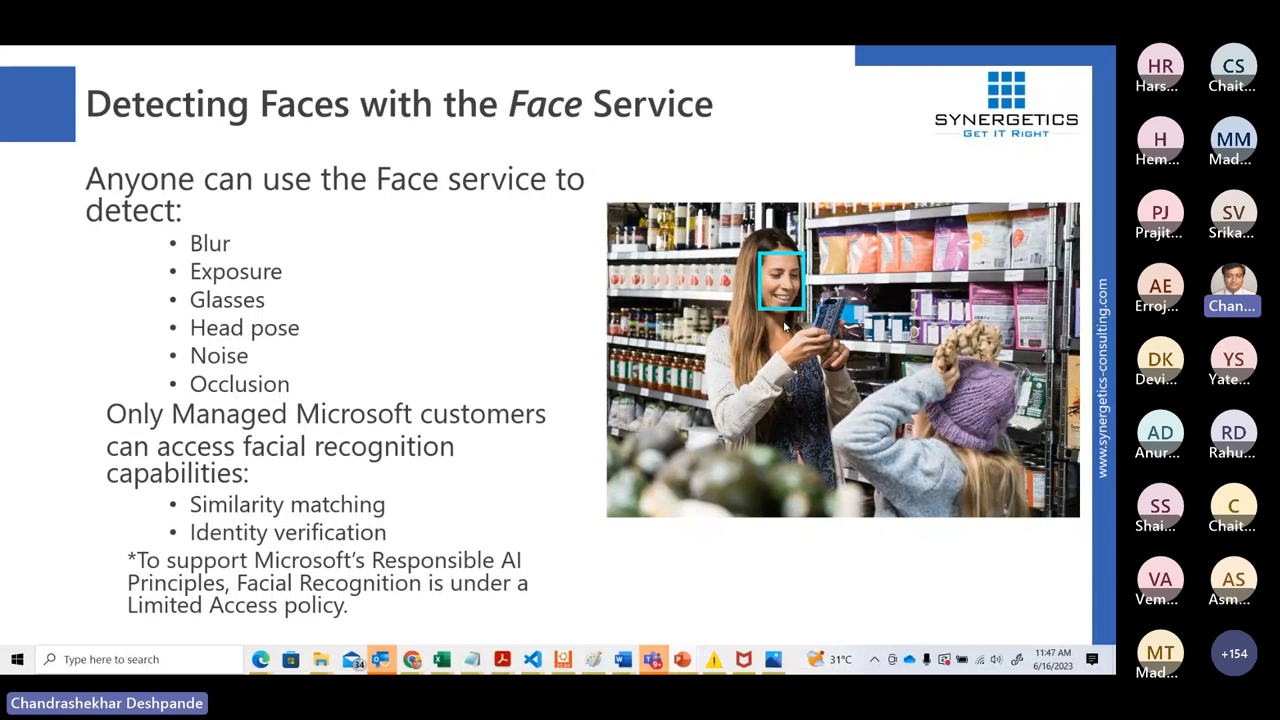 Detecting Faces with the Face Service
SYNERGETICS
GET IT RIGHT
Anyone can use the Face service to
detect:
• Blur
• Exposure
• Glasses
• Head pose
• Noise
• Occlusion
Only Managed Microsoft customers
can access facial recognition
capabilities:
• Similarity matching
• Identity verification
*To support Microsoft’s Responsible AI
Principles, Facial Recognition is under a
Limited Access policy.
www.synergetics-consulting.com
HR
Hars...
CS
Chait...
H
Hem...
MM
Mad...
PJ
Prajit...
SV
Srika...
AE
Erroj...
Chan...
DK
Devi...
YS
Yate...
AD
Anur...
RD
Rahu...
SS
Shai...
C
Chait...
VA
Vem...
AS
Asm...
MT
Mad...
+154
Type here to search
34
9+
31°C
11:47 AM
6/16/2023
Chandrashekhar Deshpande